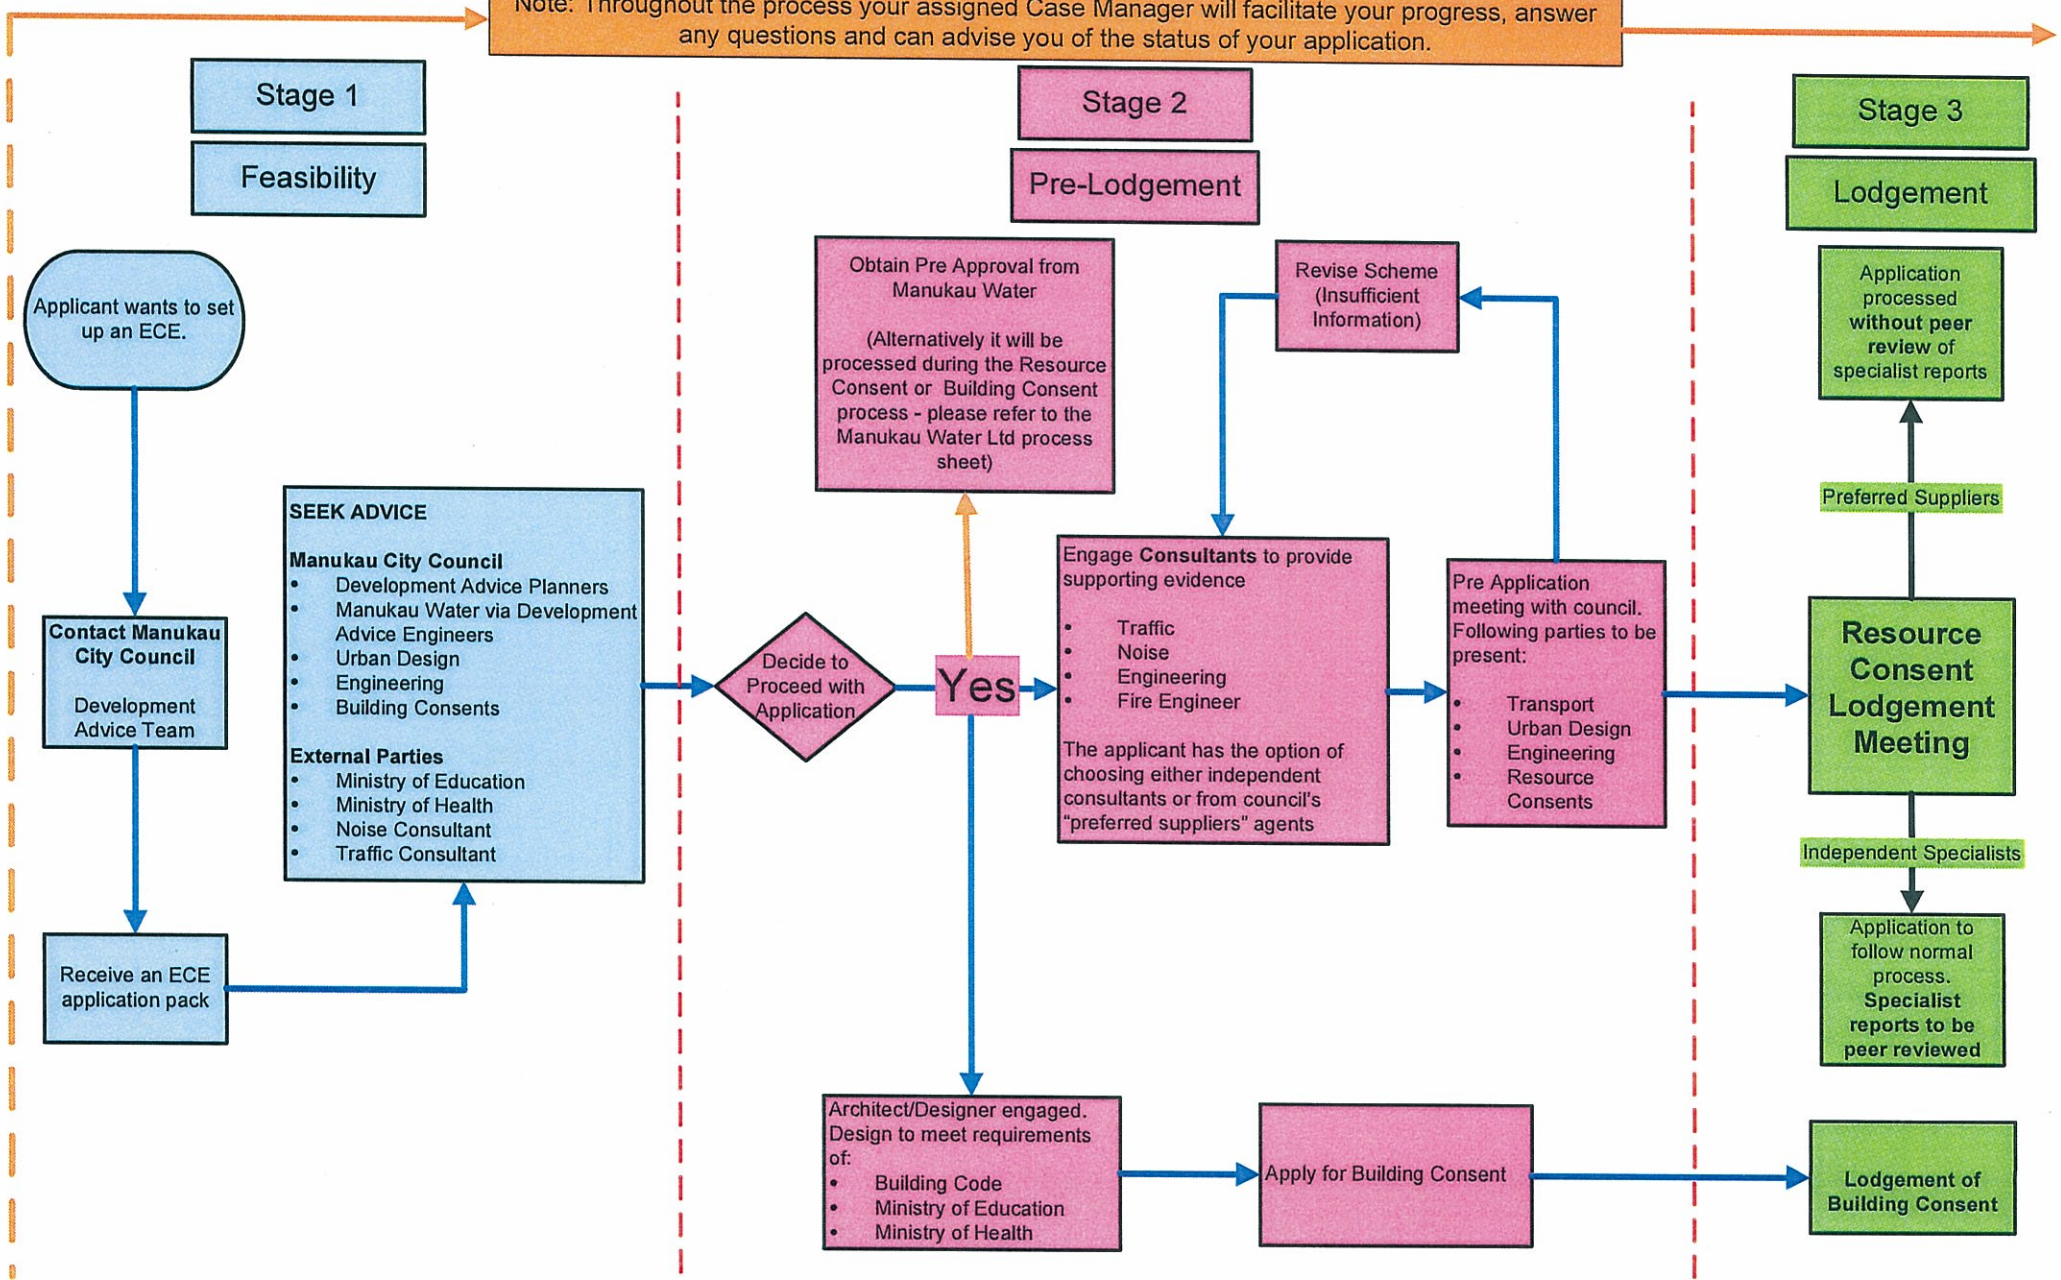 Note: Throughout the process your assigned Case Manager will facilitate your progress, answer
any questions and can advise you of the status of your application.
Stage 1
Feasibility
Applicant wants to set
up an ECE.
Contact Manukau
City Council
Development
Advice Team
Receive an ECE
application pack
SEEK ADVICE
Manukau City Council
• Development Advice Planners
• Manukau Water via Development
Advice Engineers
• Urban Design
• Engineering
• Building Consents
External Parties
• Ministry of Education
• Ministry of Health
• Noise Consultant
• Traffic Consultant
Stage 2
Pre-Lodgement
Decide to
Proceed with
Application
Yes
Obtain Pre Approval from
Manukau Water
(Alternatively it will be
processed during the Resource
Consent or Building Consent
process - please refer to the
Manukau Water Ltd process
sheet)
Revise Scheme
(Insufficient
Information)
Engage Consultants to provide
supporting evidence
• Traffic
• Noise
• Engineering
• Fire Engineer
The applicant has the option of
choosing either independent
consultants or from council's
"preferred suppliers" agents
Pre Application
meeting with council.
Following parties to be
present:
• Transport
• Urban Design
• Engineering
• Resource
Consents
Architect/Designer engaged.
Design to meet requirements
of:
• Building Code
• Ministry of Education
• Ministry of Health
Apply for Building Consent
Stage 3
Lodgement
Application
processed
without peer
review of
specialist reports
Preferred Suppliers
Resource
Consent
Lodgement
Meeting
Independent Specialists
Application to
follow normal
process.
Specialist
reports to be
peer reviewed
Lodgement of
Building Consent